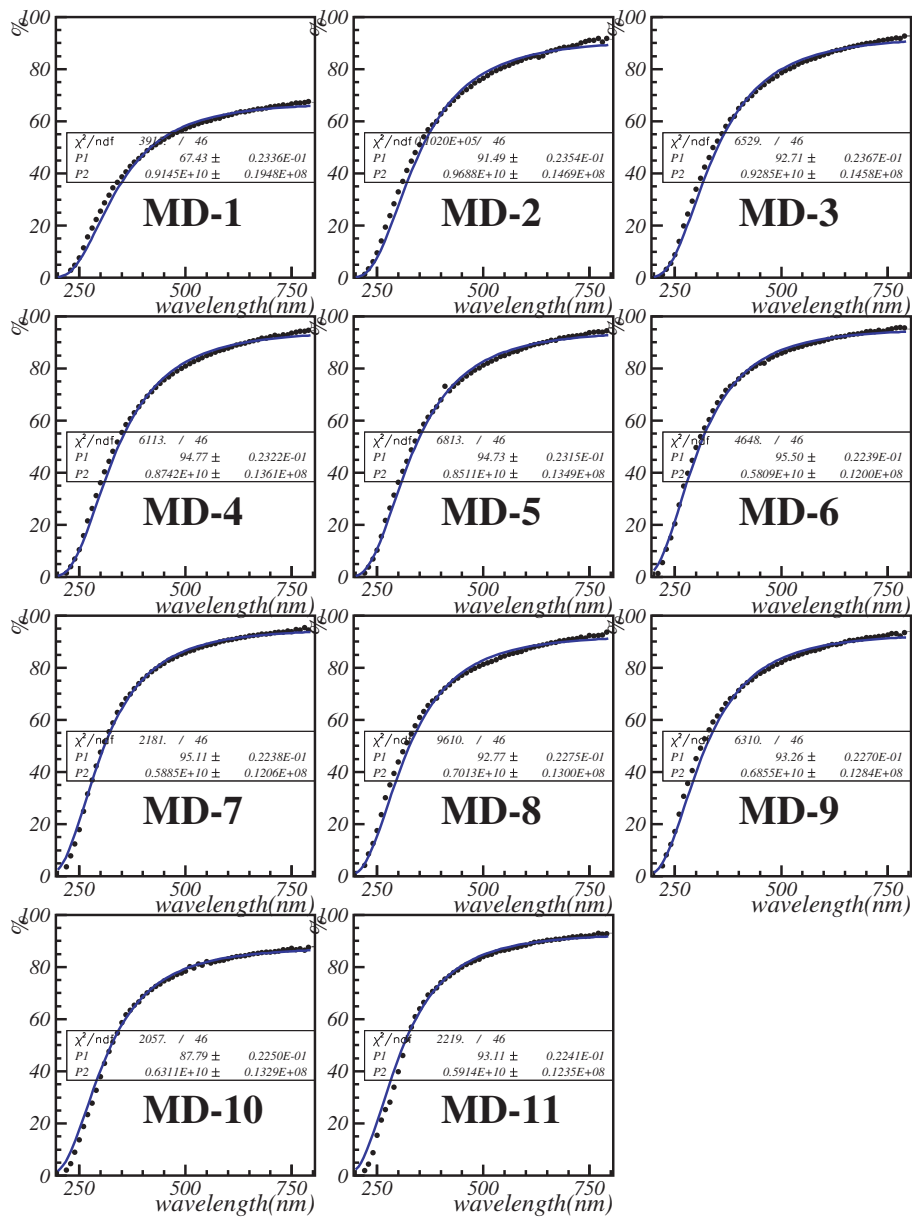 % 100 80 60 40 20 0
χ²/ndf 391 / 46
P1 67.43 ± 0.2336E-01
P2 0.9145E+10 ± 0.1948E+08
MD-1
250 500 750
wavelength(nm)
% 100 80 60 40 20 0
χ²/ndf 0.1020E+05/ 46
P1 91.49 ± 0.2354E-01
P2 0.9688E+10 ± 0.1469E+08
MD-2
250 500 750
wavelength(nm)
% 100 80 60 40 20 0
χ²/ndf 6529. / 46
P1 92.71 ± 0.2367E-01
P2 0.9285E+10 ± 0.1458E+08
MD-3
250 500 750
wavelength(nm)
% 100 80 60 40 20 0
χ²/ndf 6113. / 46
P1 94.77 ± 0.2322E-01
P2 0.8742E+10 ± 0.1361E+08
MD-4
250 500 750
wavelength(nm)
% 100 80 60 40 20 0
χ²/ndf 6813. / 46
P1 94.73 ± 0.2315E-01
P2 0.8511E+10 ± 0.1349E+08
MD-5
250 500 750
wavelength(nm)
% 100 80 60 40 20 0
χ²/ndf 4648. / 46
P1 95.50 ± 0.2239E-01
P2 0.5809E+10 ± 0.1200E+08
MD-6
250 500 750
wavelength(nm)
% 100 80 60 40 20 0
χ²/ndf 2181. / 46
P1 95.11 ± 0.2238E-01
P2 0.5885E+10 ± 0.1206E+08
MD-7
250 500 750
wavelength(nm)
% 100 80 60 40 20 0
χ²/ndf 9610. / 46
P1 92.77 ± 0.2275E-01
P2 0.7013E+10 ± 0.1300E+08
MD-8
250 500 750
wavelength(nm)
% 100 80 60 40 20 0
χ²/ndf 6310. / 46
P1 93.26 ± 0.2270E-01
P2 0.6855E+10 ± 0.1284E+08
MD-9
250 500 750
wavelength(nm)
% 100 80 60 40 20 0
χ²/ndf 2057. / 46
P1 87.79 ± 0.2250E-01
P2 0.6311E+10 ± 0.1329E+08
MD-10
250 500 750
wavelength(nm)
% 100 80 60 40 20 0
χ²/ndf 2219. / 46
P1 93.11 ± 0.2241E-01
P2 0.5914E+10 ± 0.1235E+08
MD-11
250 500 750
wavelength(nm)